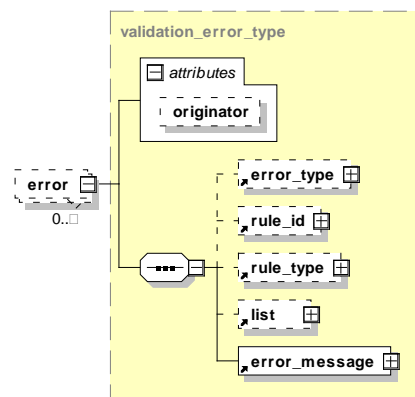 validation_error_type
attributes
originator
error
0..□
error_type
rule_id
rule_type
list
error_message